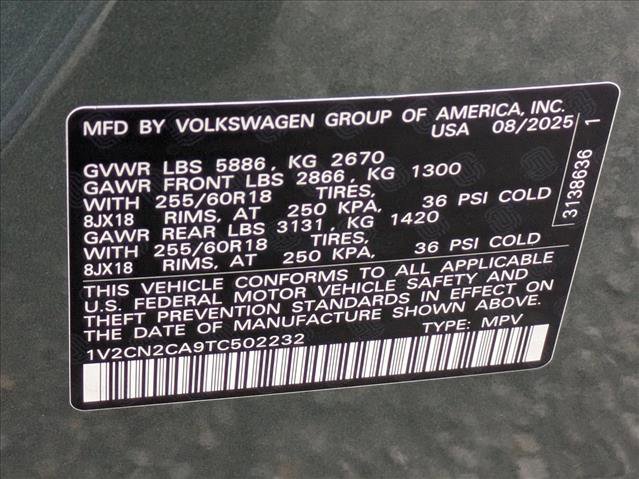 MFD BY VOLKSWAGEN GROUP OF AMERICA, INC.
USA 08/2025
GVWR LBS 5886, KG 2670
GAWR FRONT LBS 2866, KG 1300
WITH 255/60R18 TIRES,
8JX18 RIMS, AT 250 KPA, 36 PSI COLD
GAWR REAR LBS 3131, KG 1420
WITH 255/60R18 TIRES,
8JX18 RIMS, AT 250 KPA, 36 PSI COLD
THIS VEHICLE CONFORMS TO ALL APPLICABLE
U.S. FEDERAL MOTOR VEHICLE SAFETY AND
THEFT PREVENTION STANDARDS IN EFFECT ON
THE DATE OF MANUFACTURE SHOWN ABOVE.
1V2CN2CA9TC502232 TYPE: MPV
3138636 1